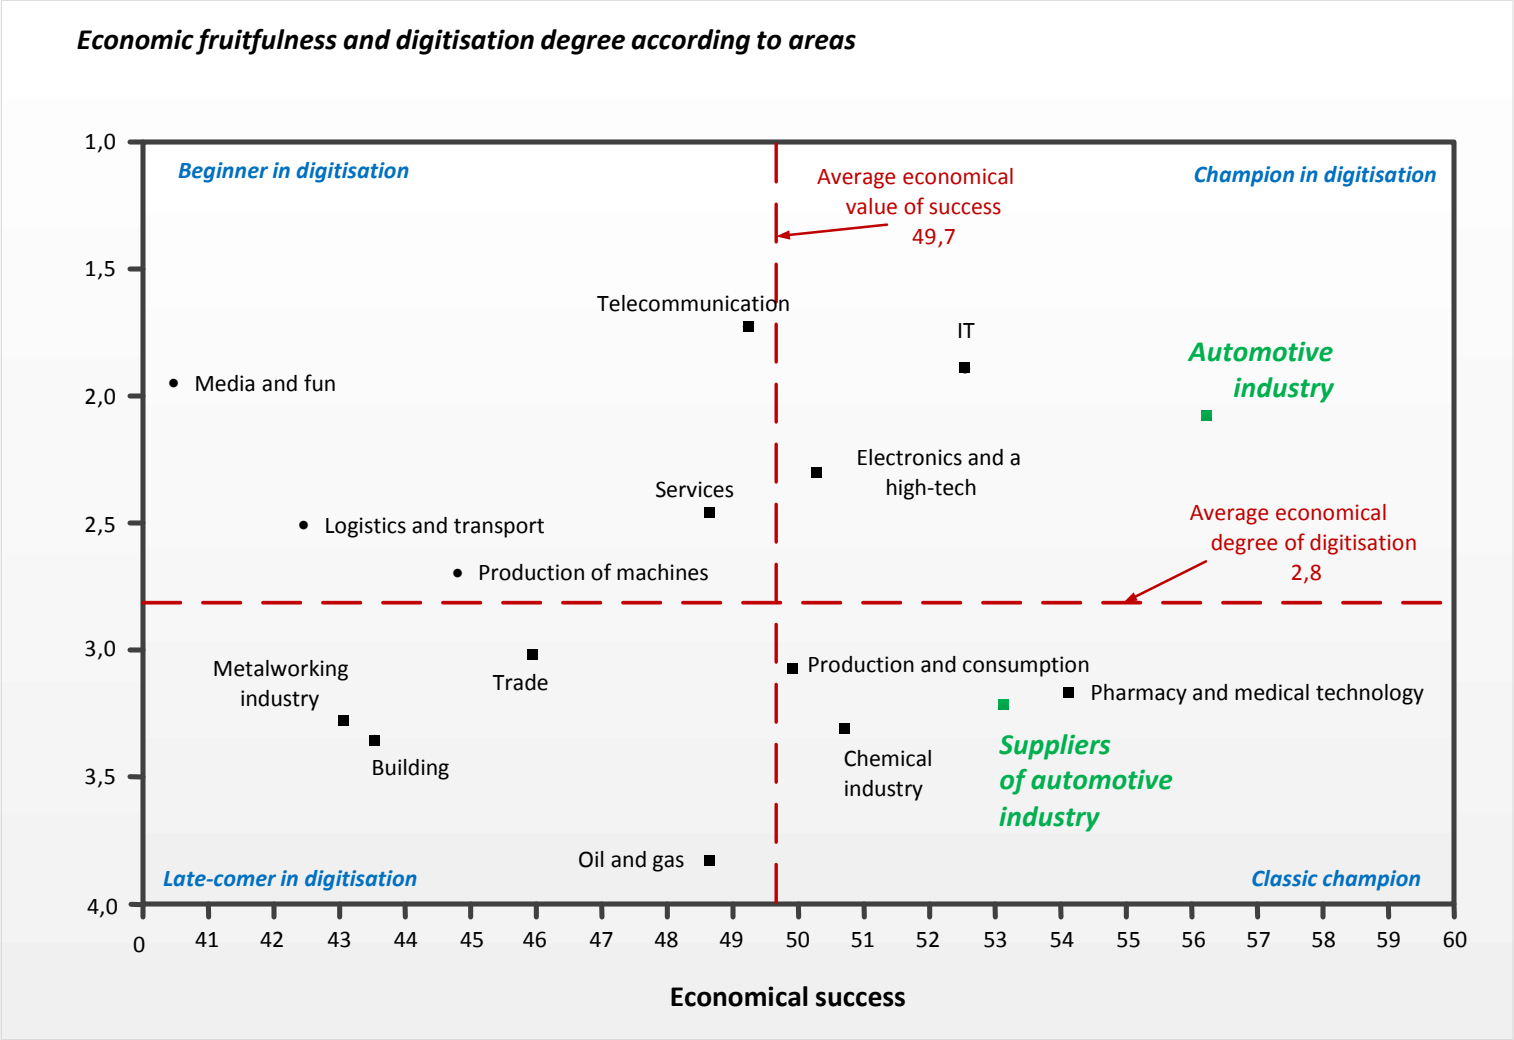 Economic fruitfulness and digitisation degree according to areas
1,0
Beginner in digitisation
Champion in digitisation
Average economical
value of success
49,7
1,5
Telecommunication
IT
Automotive
industry
Media and fun
2,0
Electronics and a
high-tech
Services
2,5
Logistics and transport
Average economical
degree of digitisation
2,8
Production of machines
3,0
Metalworking
industry
Trade
Production and consumption
Pharmacy and medical technology
Building
3,5
Chemical
industry
Suppliers
of automotive
industry
Oil and gas
Late-comer in digitisation
Classic champion
4,0
0 41 42 43 44 45 46 47 48 49 50 51 52 53 54 55 56 57 58 59 60
Economical success